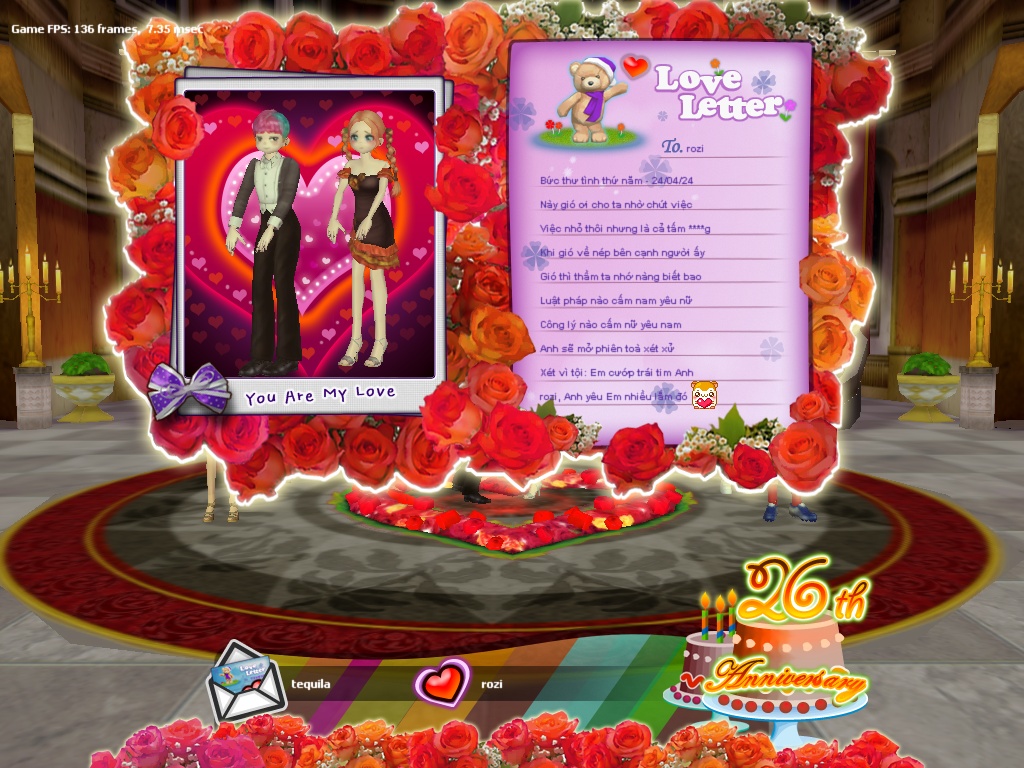 Game FPS: 136 frames, 7.35 msec
Love
Letter
To. rozi
Bức thư tình thứ năm - 24/04/24
Này gió ơi cho ta nhờ chút việc
Việc nhỏ thôi nhưng là cả tấm ****g
Khi gió về nép bên cạnh người ấy
Gió thì thầm ta nhớ nàng biết bao
Luật pháp nào cấm nam yêu nữ
Công lý nào cấm nữ yêu nam
Anh sẽ mở phiên toà xét xử
Xét vì tội: Em cướp trái tim Anh
rozi, Anh yêu Em nhiều lắm đó
You Are My Love
26th
Anniversary
tequila
rozi